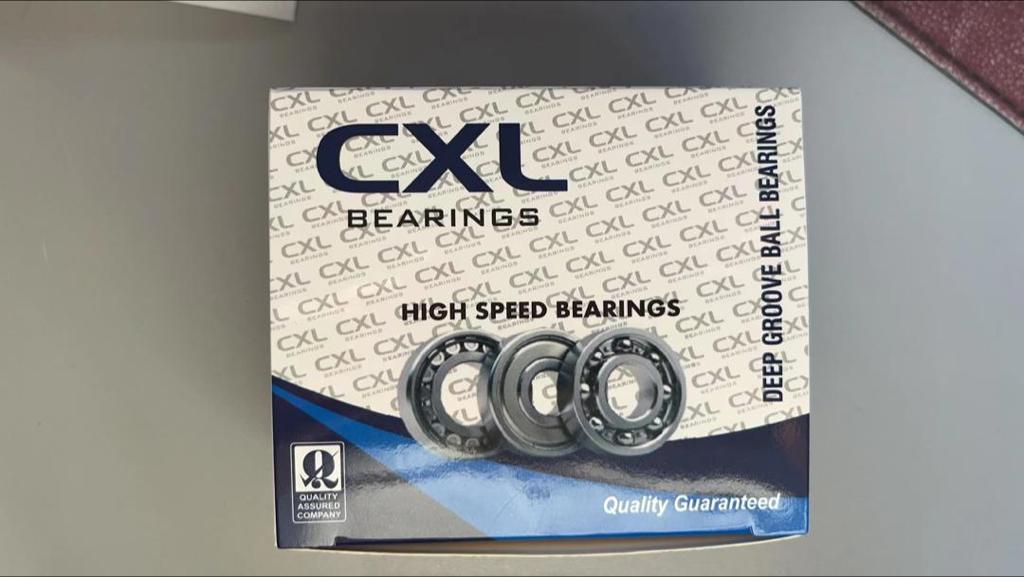 CXL
BEARINGS
HIGH SPEED BEARINGS
DEEP GROOVE BALL BEARINGS
QUALITY
ASSURED
COMPANY
Quality Guaranteed